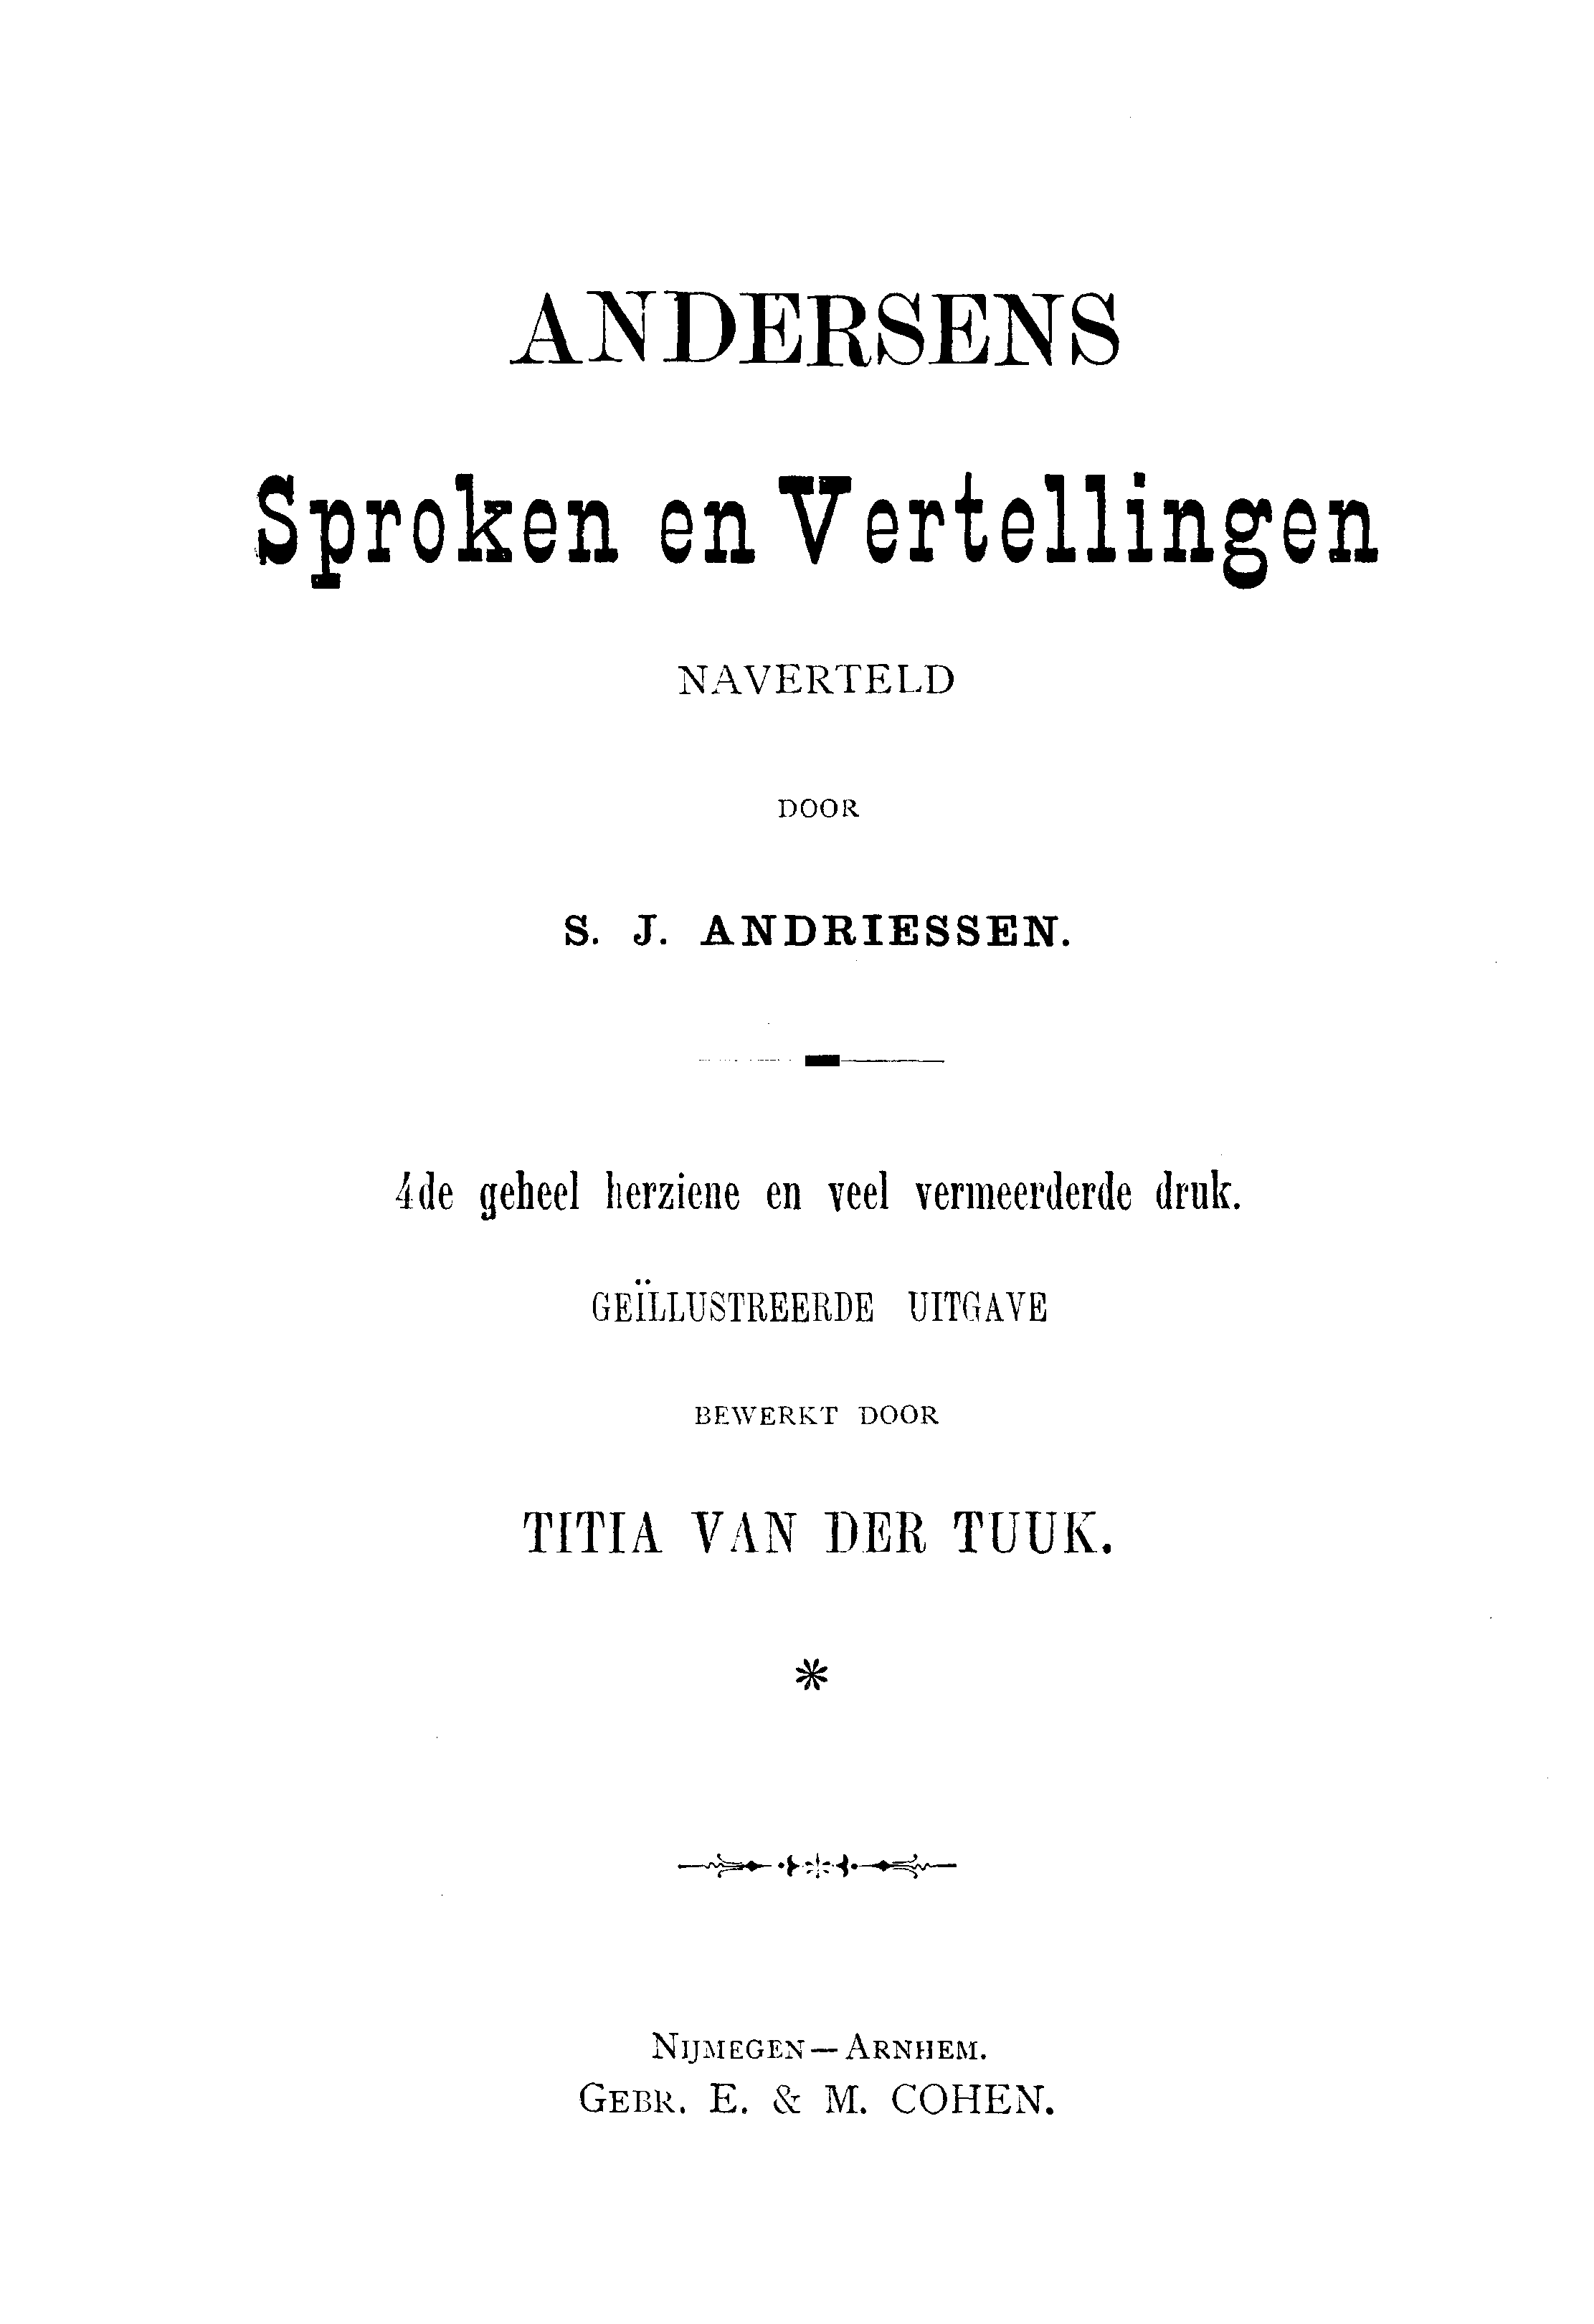 ANDERSENS
Sproken en Vertellingen
NAVERTELD
DOOR
S. J. ANDRIESSEN.
4de geheel herziene en veel vermeerderde druk.
GEÏLLUSTREERDE UITGAVE
BEWERKT DOOR
TITIA VAN DER TUUK.
*
NIJMEGEN — ARNHEM.
GEBR. E. & M. COHEN.